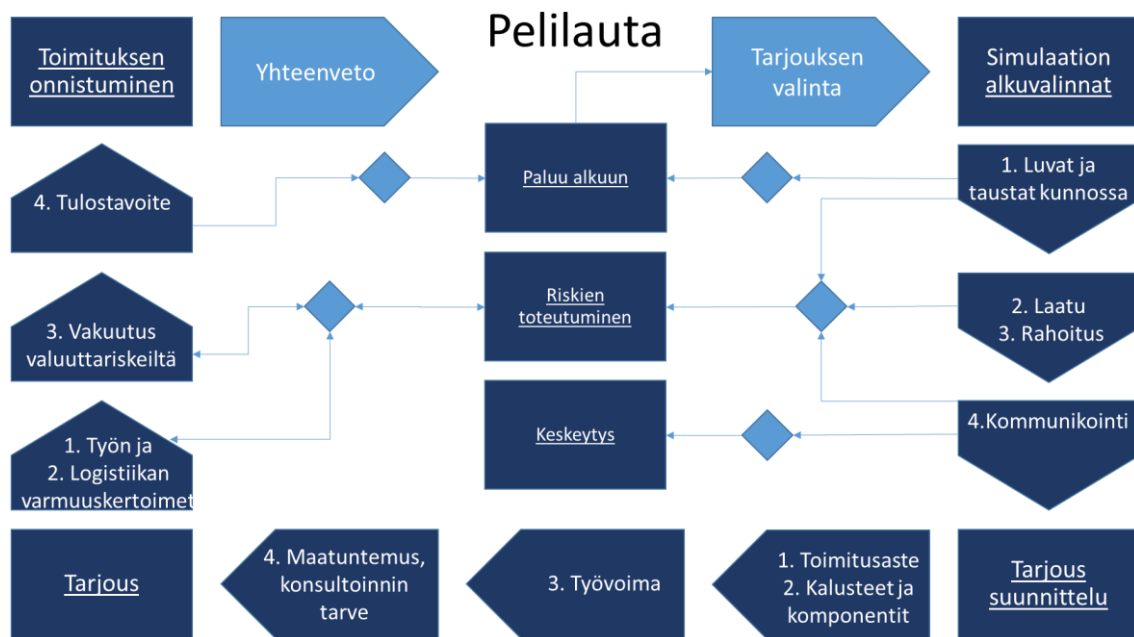 Pelilauta
Toimituksen
onnistuminen
Yhteenveto
Tarjouksen
valinta
Simulaation
alkuvalinnat
4. Tulostavoite
Paluu alkuun
1. Luvat ja
taustat kunnossa
3. Vakuutus
valuuttariskeiltä
Riskien
toteutuminen
2. Laatu
3. Rahoitus
1. Työn ja
2. Logistiikan
varmuuskertoimet
Keskeytys
4.Kommunikointi
Tarjous
4. Maatuntemus,
konsultoinnin
tarve
3. Työvoima
1. Toimitusaste
2. Kalusteet ja
komponentit
Tarjous
suunnittelu